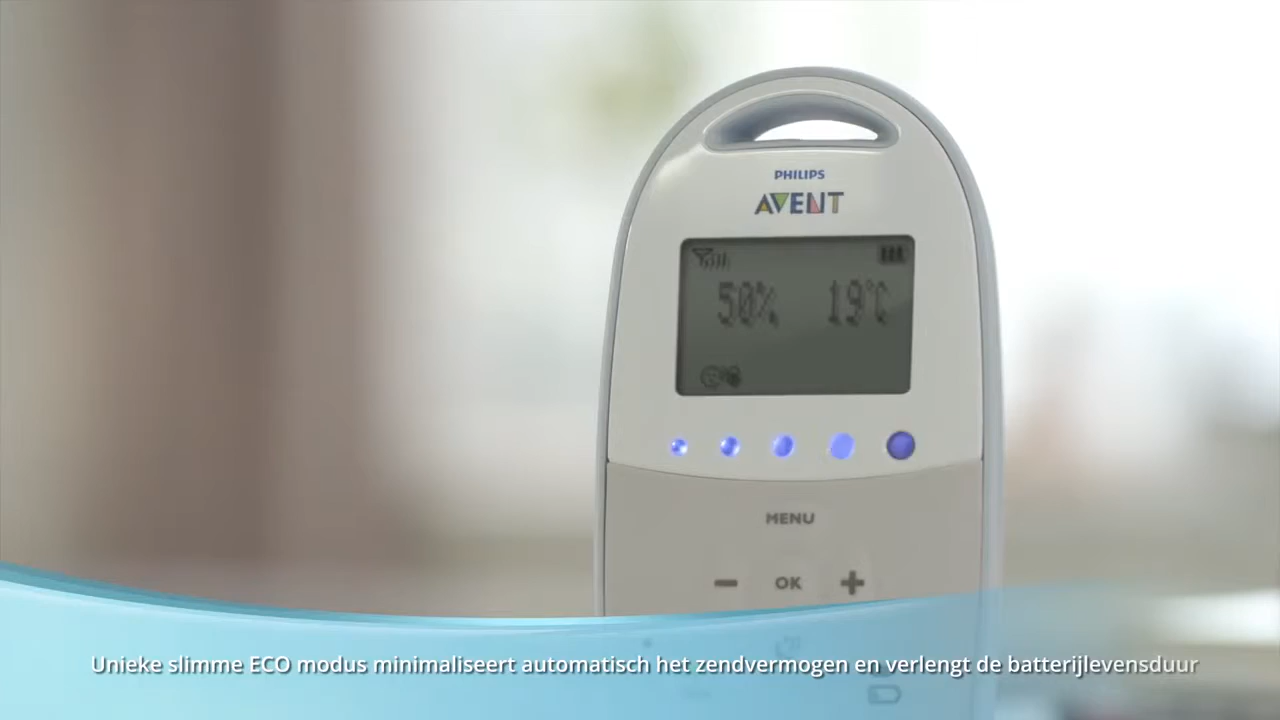 PHILIPS
AVENT
50% 19°C
MENU
− OK +
Unieke slimme ECO modus minimaliseert automatisch het zendvermogen en verlengt de batterijlevensduur